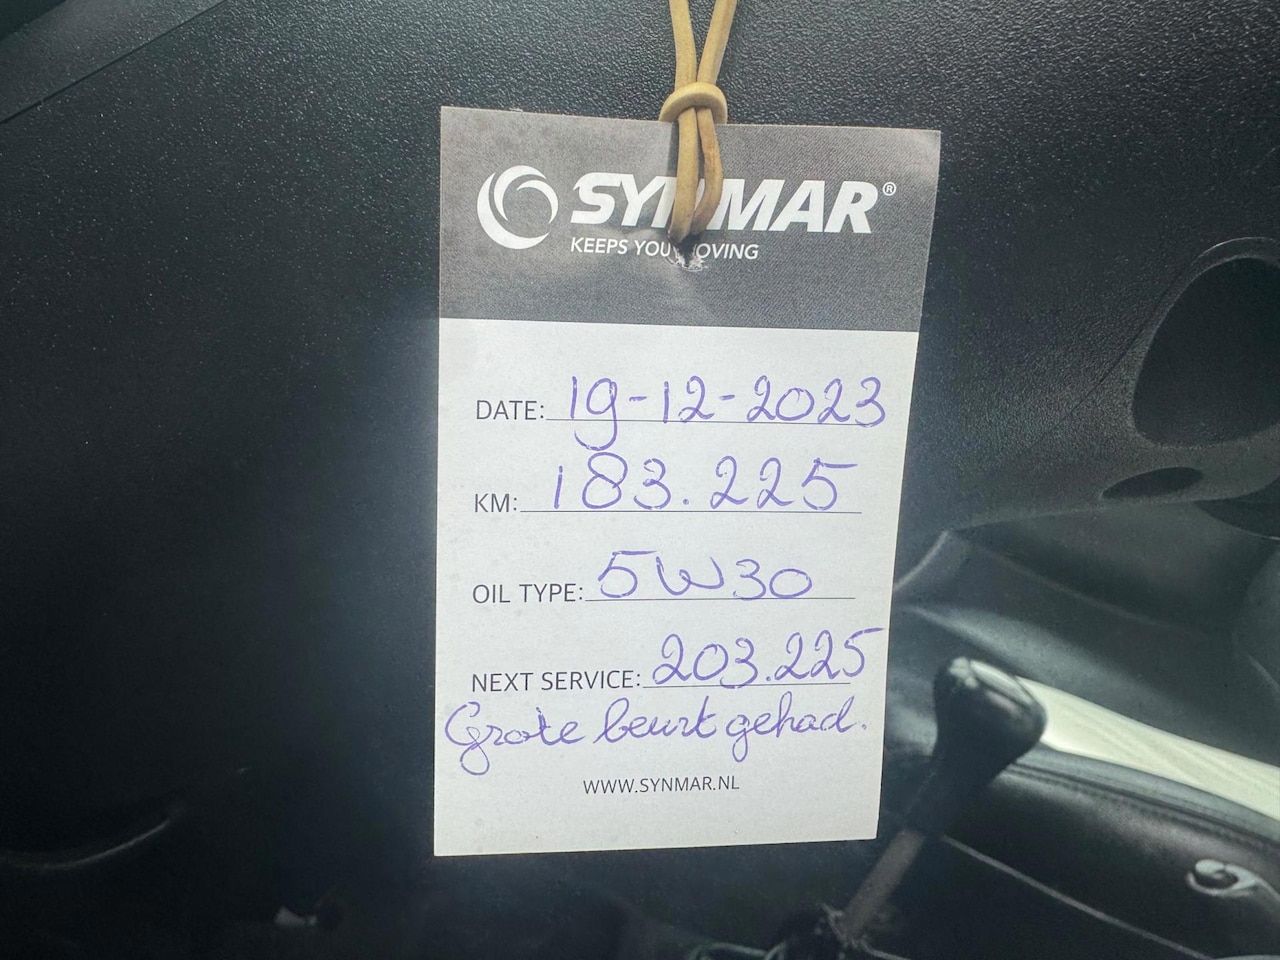 SYNMAR®
KEEPS YOU MOVING
DATE: 19-12-2023
KM: 183.225
OIL TYPE: 5W30
NEXT SERVICE: 203.225
Grote beurt gehad.
WWW.SYNMAR.NL